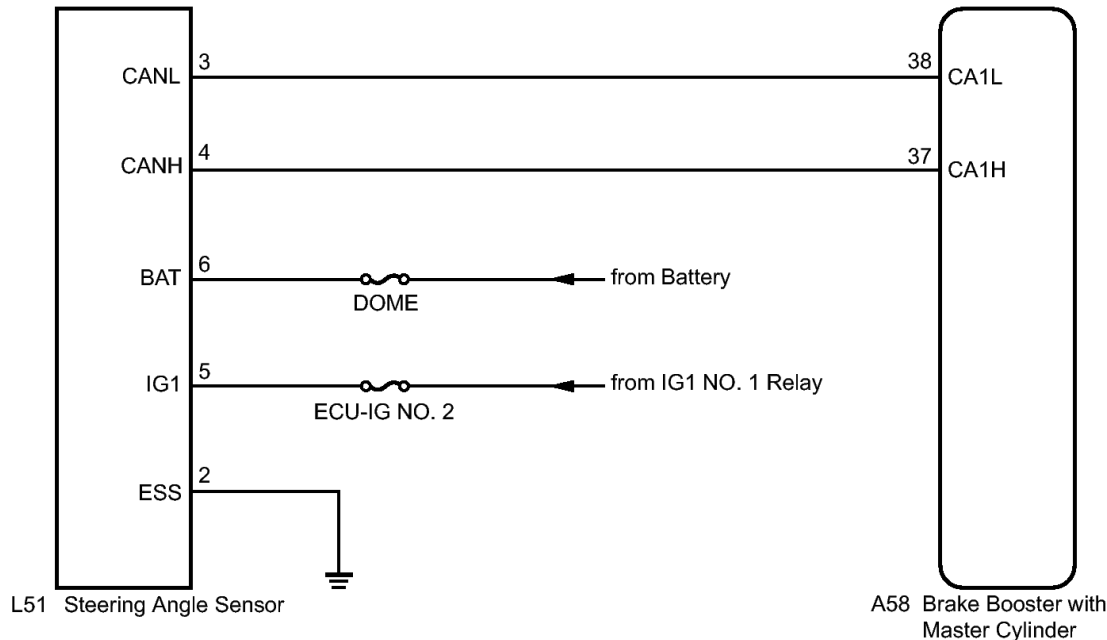 CANL 3 38 CA1L
CANH 4 37 CA1H
BAT 6 from Battery
DOME
IG1 5 from IG1 NO. 1 Relay
ECU-IG NO. 2
ESS 2
L51 Steering Angle Sensor
A58 Brake Booster with
Master Cylinder